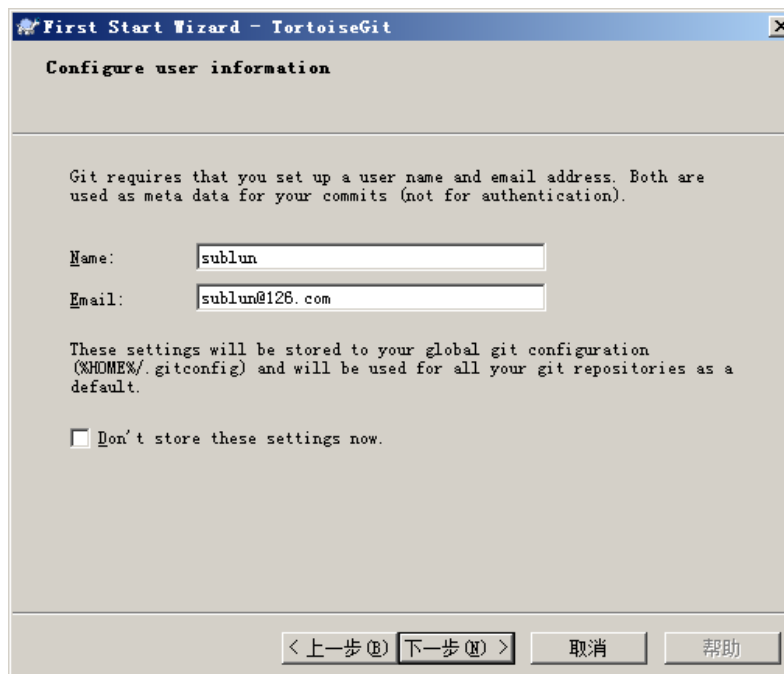 First Start Wizard - TortoiseGit
Configure user information
Git requires that you set up a user name and email address. Both are
used as meta data for your commits (not for authentication).
Name:
sublun
Email:
sublun@126.com
These settings will be stored to your global git configuration
(%HOME%/.gitconfig) and will be used for all your git repositories as a
default.
Don't store these settings now.
< 上一步(B) 下一步(N) > 取消 帮助